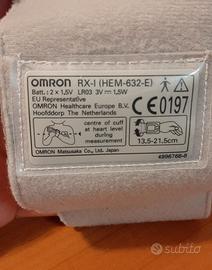 OMRON RX-I (HEM-632-E)
Batt.: 2 x 1,5V LR03 3V⎓1,5W
EU Representative
OMRON Healthcare Europe B.V.
Hoofddorp The Netherlands
CE0197
centre of cuff
at heart level
during
measurement
13.5-21.5cm
OMRON Matsusaka Co., Ltd. Japan
4996768-8
subito